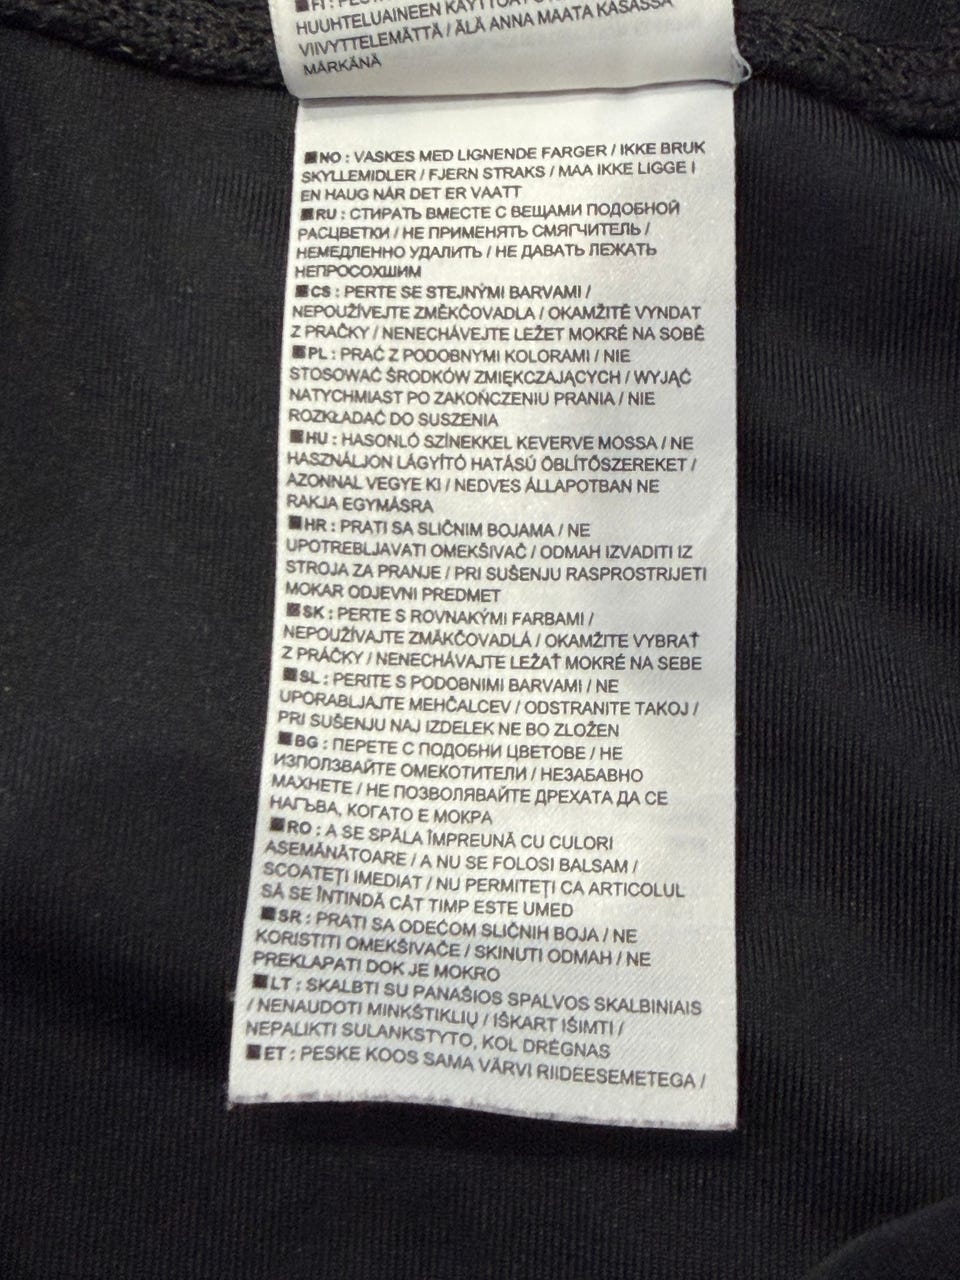 HUUHTELUAINEEN
VIIVYTTELEMÄTTÄ / ÄLÄ ANNA MAATA KASASSA
MÄRKÄNÄ
■NO : VASKES MED LIGNENDE FARGER / IKKE BRUK
SKYLLEMIDLER / FJERN STRAKS / MAA IKKE LIGGE I
EN HAUG NÅR DET ER VAATT
■RU : СТИРАТЬ ВМЕСТЕ С ВЕЩАМИ ПОДОБНОЙ
РАСЦВЕТКИ / НЕ ПРИМЕНЯТЬ СМЯГЧИТЕЛЬ /
НЕМЕДЛЕННО УДАЛИТЬ / НЕ ДАВАТЬ ЛЕЖАТЬ
НЕПРОСОХШИМ
■CS : PERTE SE STEJNÝMI BARVAMI /
NEPOUŽÍVEJTE ZMĚKČOVADLA / OKAMŽITĚ VYNDAT
Z PRAČKY / NENECHÁVEJTE LEŽET MOKRÉ NA SOBĚ
■PL : PRAĆ Z PODOBNYMI KOLORAMI / NIE
STOSOWAĆ ŚRODKÓW ZMIĘKCZAJĄCYCH / WYJĄĆ
NATYCHMIAST PO ZAKOŃCZENIU PRANIA / NIE
ROZKŁADAĆ DO SUSZENIA
■HU : HASONLÓ SZÍNEKKEL KEVERVE MOSSA / NE
HASZNÁLJON LÁGYÍTÓ HATÁSÚ ÖBLÍTŐSZEREKET /
AZONNAL VEGYE KI / NEDVES ÁLLAPOTBAN NE
RAKJA EGYMÁSRA
■HR : PRATI SA SLIČNIM BOJAMA / NE
UPOTREBLJAVATI OMEKŠIVAČ / ODMAH IZVADITI IZ
STROJA ZA PRANJE / PRI SUŠENJU RASPROSTRIJETI
MOKAR ODJEVNI PREDMET
■SK : PERTE S ROVNAKÝMI FARBAMI /
NEPOUŽÍVAJTE ZMÄKČOVADLÁ / OKAMŽITE VYBRAŤ
Z PRÁČKY / NENECHÁVAJTE LEŽAŤ MOKRÉ NA SEBE
■SL : PERITE S PODOBNIMI BARVAMI / NE
UPORABLJAJTE MEHČALCEV / ODSTRANITE TAKOJ /
PRI SUŠENJU NAJ IZDELEK NE BO ZLOŽEN
■BG : ПЕРЕТЕ С ПОДОБНИ ЦВЕТОВЕ / НЕ
ИЗПОЛЗВАЙТЕ ОМЕКОТИТЕЛИ / НЕЗАБАВНО
МАХНЕТЕ / НЕ ПОЗВОЛЯВАЙТЕ ДРЕХАТА ДА СЕ
НАГЪВА, КОГАТО Е МОКРА
■RO : A SE SPĂLA ÎMPREUNĂ CU CULORI
ASEMĂNĂTOARE / A NU SE FOLOSI BALSAM /
SCOATEȚI IMEDIAT / NU PERMITEȚI CA ARTICOLUL
SĂ SE ÎNTINDĂ CÂT TIMP ESTE UMED
■SR : PRATI SA ODEĆOM SLIČNIH BOJA / NE
KORISTITI OMEKŠIVAČE / SKINUTI ODMAH / NE
PREKLAPATI DOK JE MOKRO
■LT : SKALBTI SU PANAŠIOS SPALVOS SKALBINIAIS
/ NENAUDOTI MINKŠTIKLIŲ / IŠKART IŠIMTI /
NEPALIKTI SULANKSTYTO, KOL DRĖGNAS
■ET : PESKE KOOS SAMA VÄRVI RIIDEESEMETEGA /